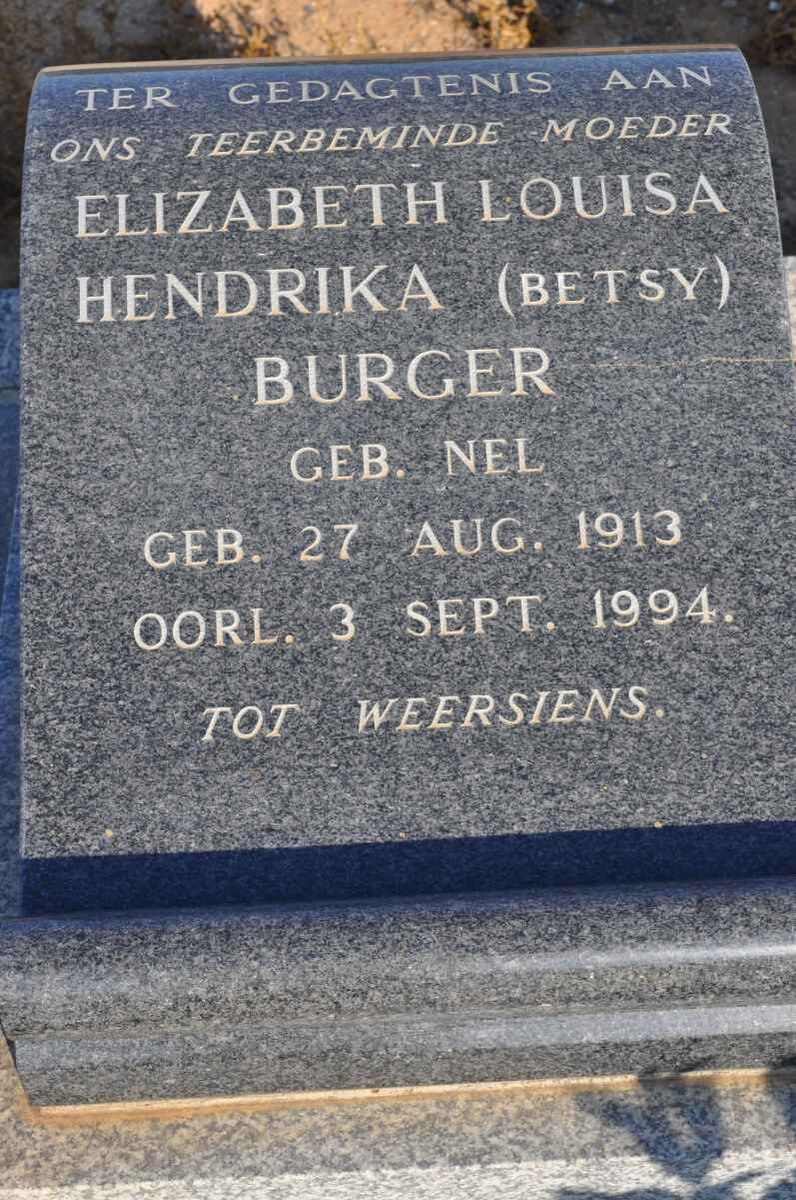 TER GEDAGTENIS AAN
ONS TEERBEMINDE MOEDER
ELIZABETH LOUISA
HENDRIKA (BETSY)
BURGER
GEB. NEL
GEB. 27 AUG. 1913
OORL. 3 SEPT. 1994.
TOT WEERSIENS.